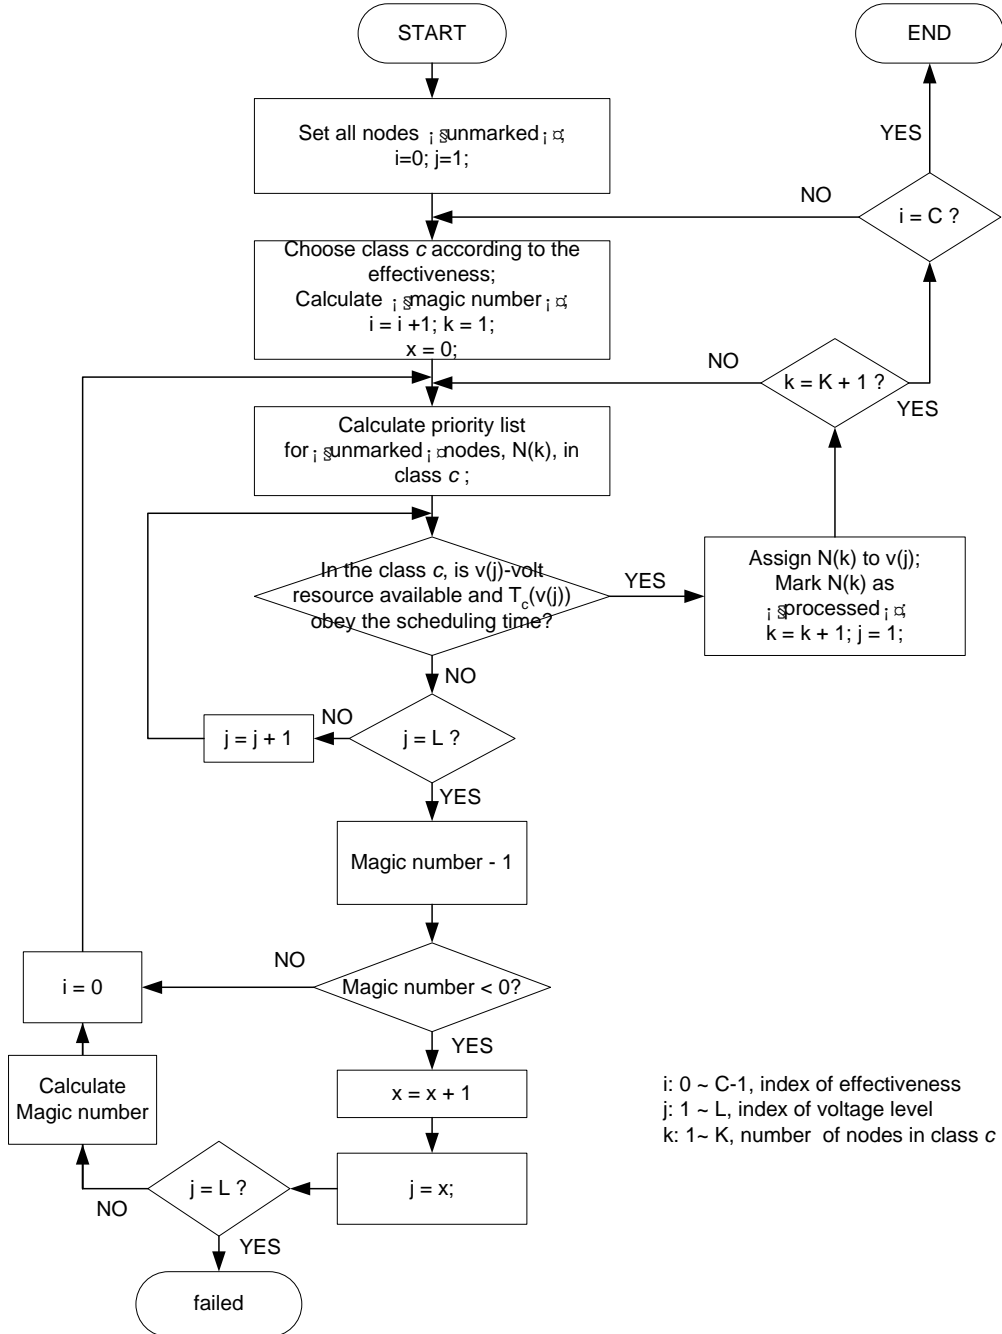 START
END
Set all nodes ¡§unmarked¡¨;
i=0; j=1;
YES
NO
i = C ?
Choose class c according to the
effectiveness;
Calculate ¡§magic number¡¨;
i = i +1; k = 1;
x = 0;
NO
k = K + 1 ?
YES
Calculate priority list
for ¡§unmarked¡¨ nodes, N(k), in
class c ;
In the class c, is v(j)-volt
resource available and Tc(v(j))
obey the scheduling time?
YES
Assign N(k) to v(j);
Mark N(k) as
¡§processed¡¨;
k = k + 1; j = 1;
NO
j = j + 1
NO
j = L ?
YES
Magic number - 1
NO
i = 0
Magic number < 0?
YES
Calculate
Magic number
x = x + 1
i: 0 ~ C-1, index of effectiveness
j: 1 ~ L, index of voltage level
k: 1~ K, number of nodes in class c
j = L ?
j = x;
NO
YES
failed